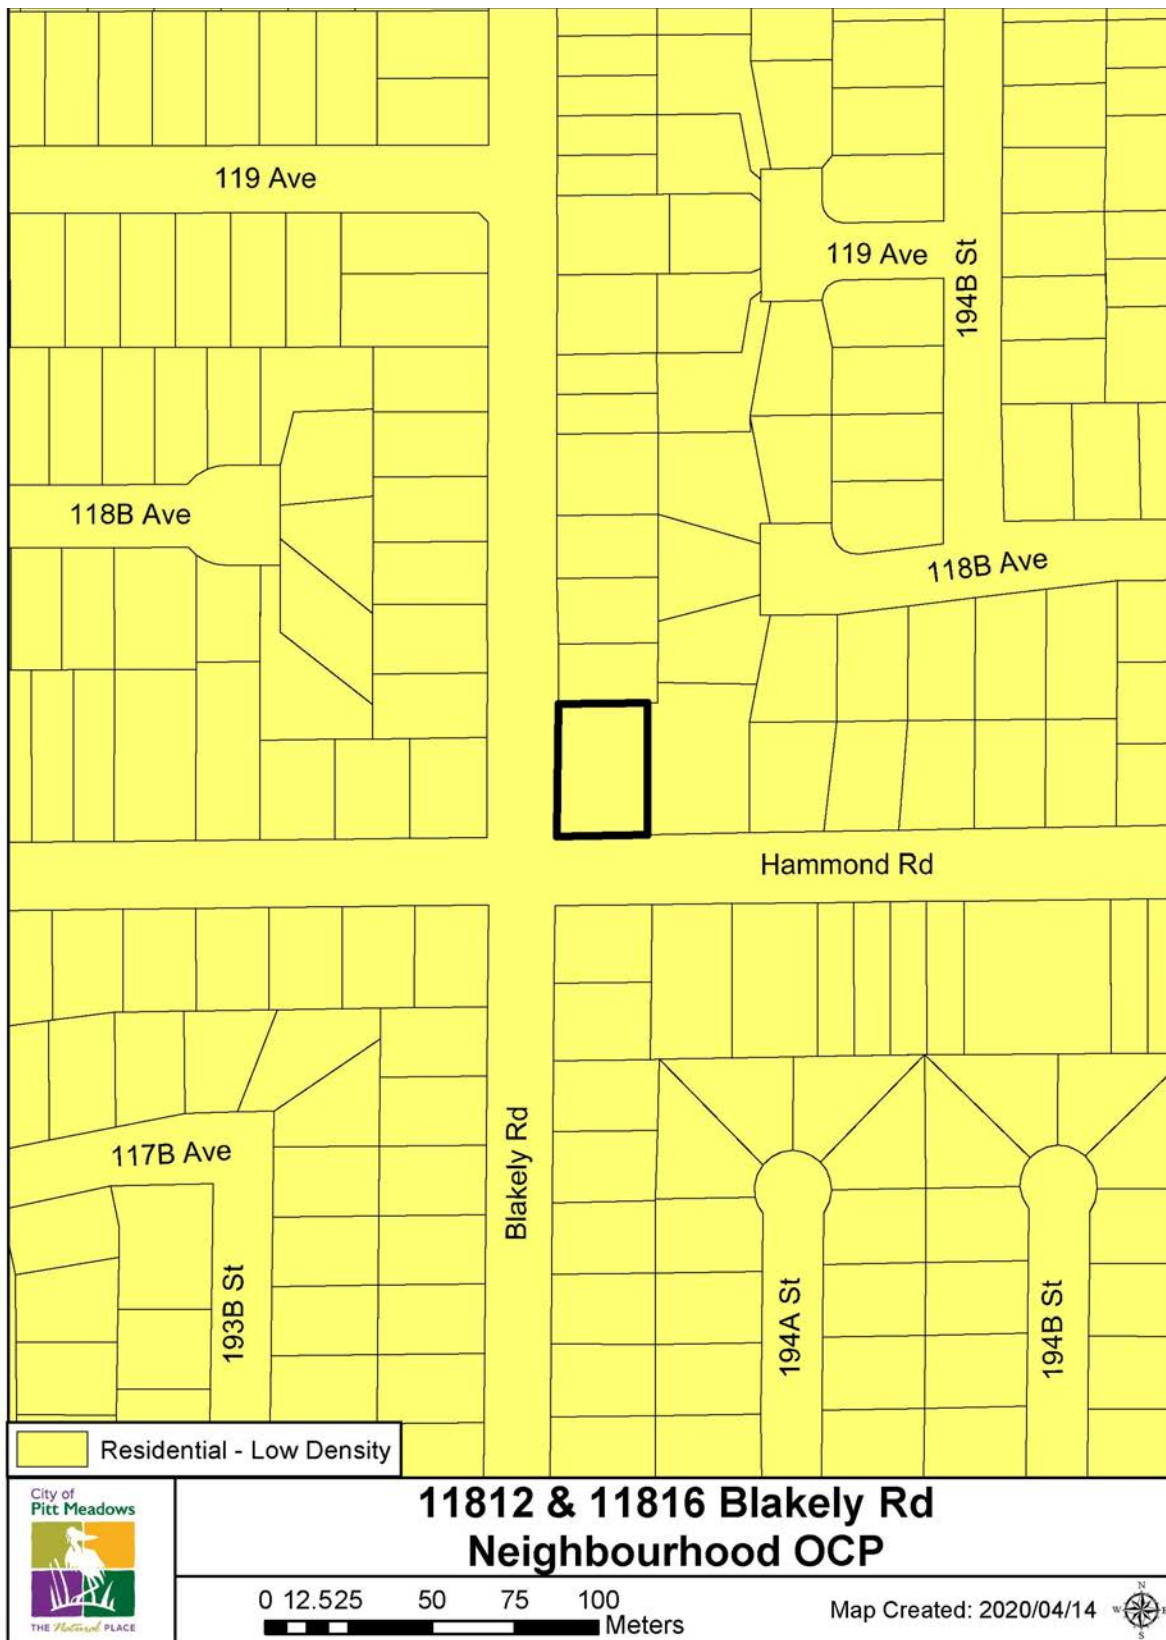 119 Ave
119 Ave
194B St
118B Ave
118B Ave
Hammond Rd
117B Ave
Blakely Rd
193B St
194A St
194B St
Residential - Low Density
City of
Pitt Meadows
THE Natural PLACE
11812 & 11816 Blakely Rd
Neighbourhood OCP
0 12.525 50 75 100
Meters
Map Created: 2020/04/14
N
W E
S